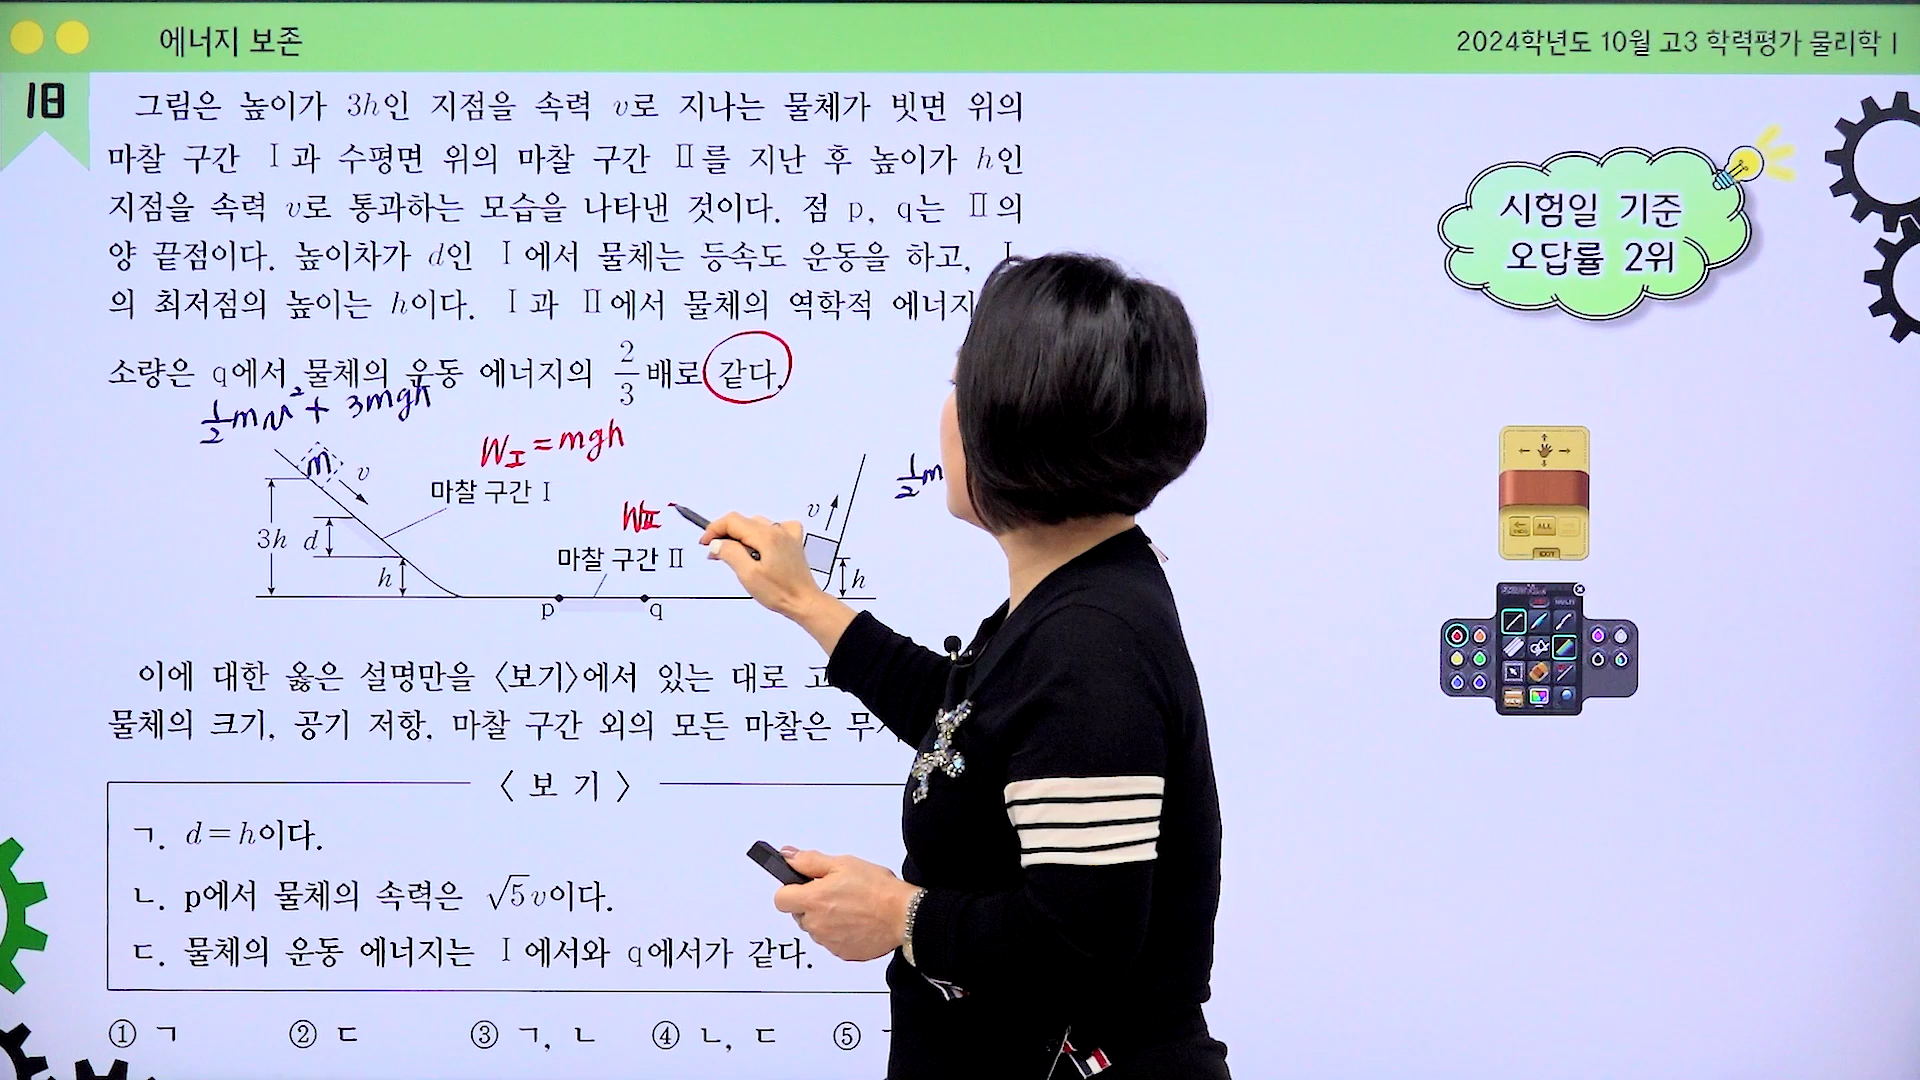 에너지 보존
2024학년도 10월 고3 학력평가 물리학 Ⅰ
18
그림은 높이가 3h인 지점을 속력 v로 지나는 물체가 빗면 위의
마찰 구간 Ⅰ과 수평면 위의 마찰 구간 Ⅱ를 지난 후 높이가 h인
지점을 속력 v로 통과하는 모습을 나타낸 것이다. 점 p, q는 Ⅱ의
양 끝점이다. 높이차가 d인 Ⅰ에서 물체는 등속도 운동을 하고, Ⅰ
의 최저점의 높이는 h이다. Ⅰ과 Ⅱ에서 물체의 역학적 에너지
소량은 q에서 물체의 운동 에너지의 2/3배로 같다.
시험일 기준
오답률 2위
1/2mv²+ 3mgh
W_Ⅰ=mgh
m
v
마찰 구간 Ⅰ
1/2m
3h
d
h
W_Ⅱ
마찰 구간 Ⅱ
v
h
p
q
이에 대한 옳은 설명만을 〈보기〉에서 있는 대로 고
물체의 크기, 공기 저항, 마찰 구간 외의 모든 마찰은 무
〈 보 기 〉
ㄱ. d=h이다.
ㄴ. p에서 물체의 속력은 √5v이다.
ㄷ. 물체의 운동 에너지는 Ⅰ에서와 q에서가 같다.
① ㄱ ② ㄷ ③ ㄱ, ㄴ ④ ㄴ, ㄷ ⑤
ALL
EXIT